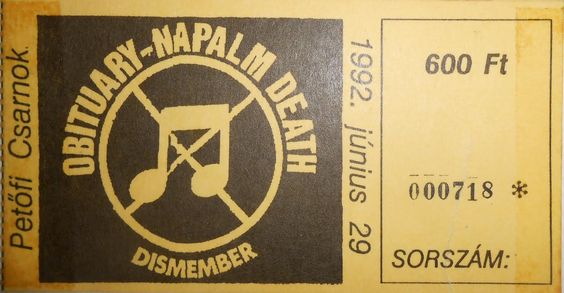 Petőfi Csarnok
OBITUARY-NAPALM DEATH
DISMEMBER
1992. június 29
600 Ft
000718 *
SORSZÁM: